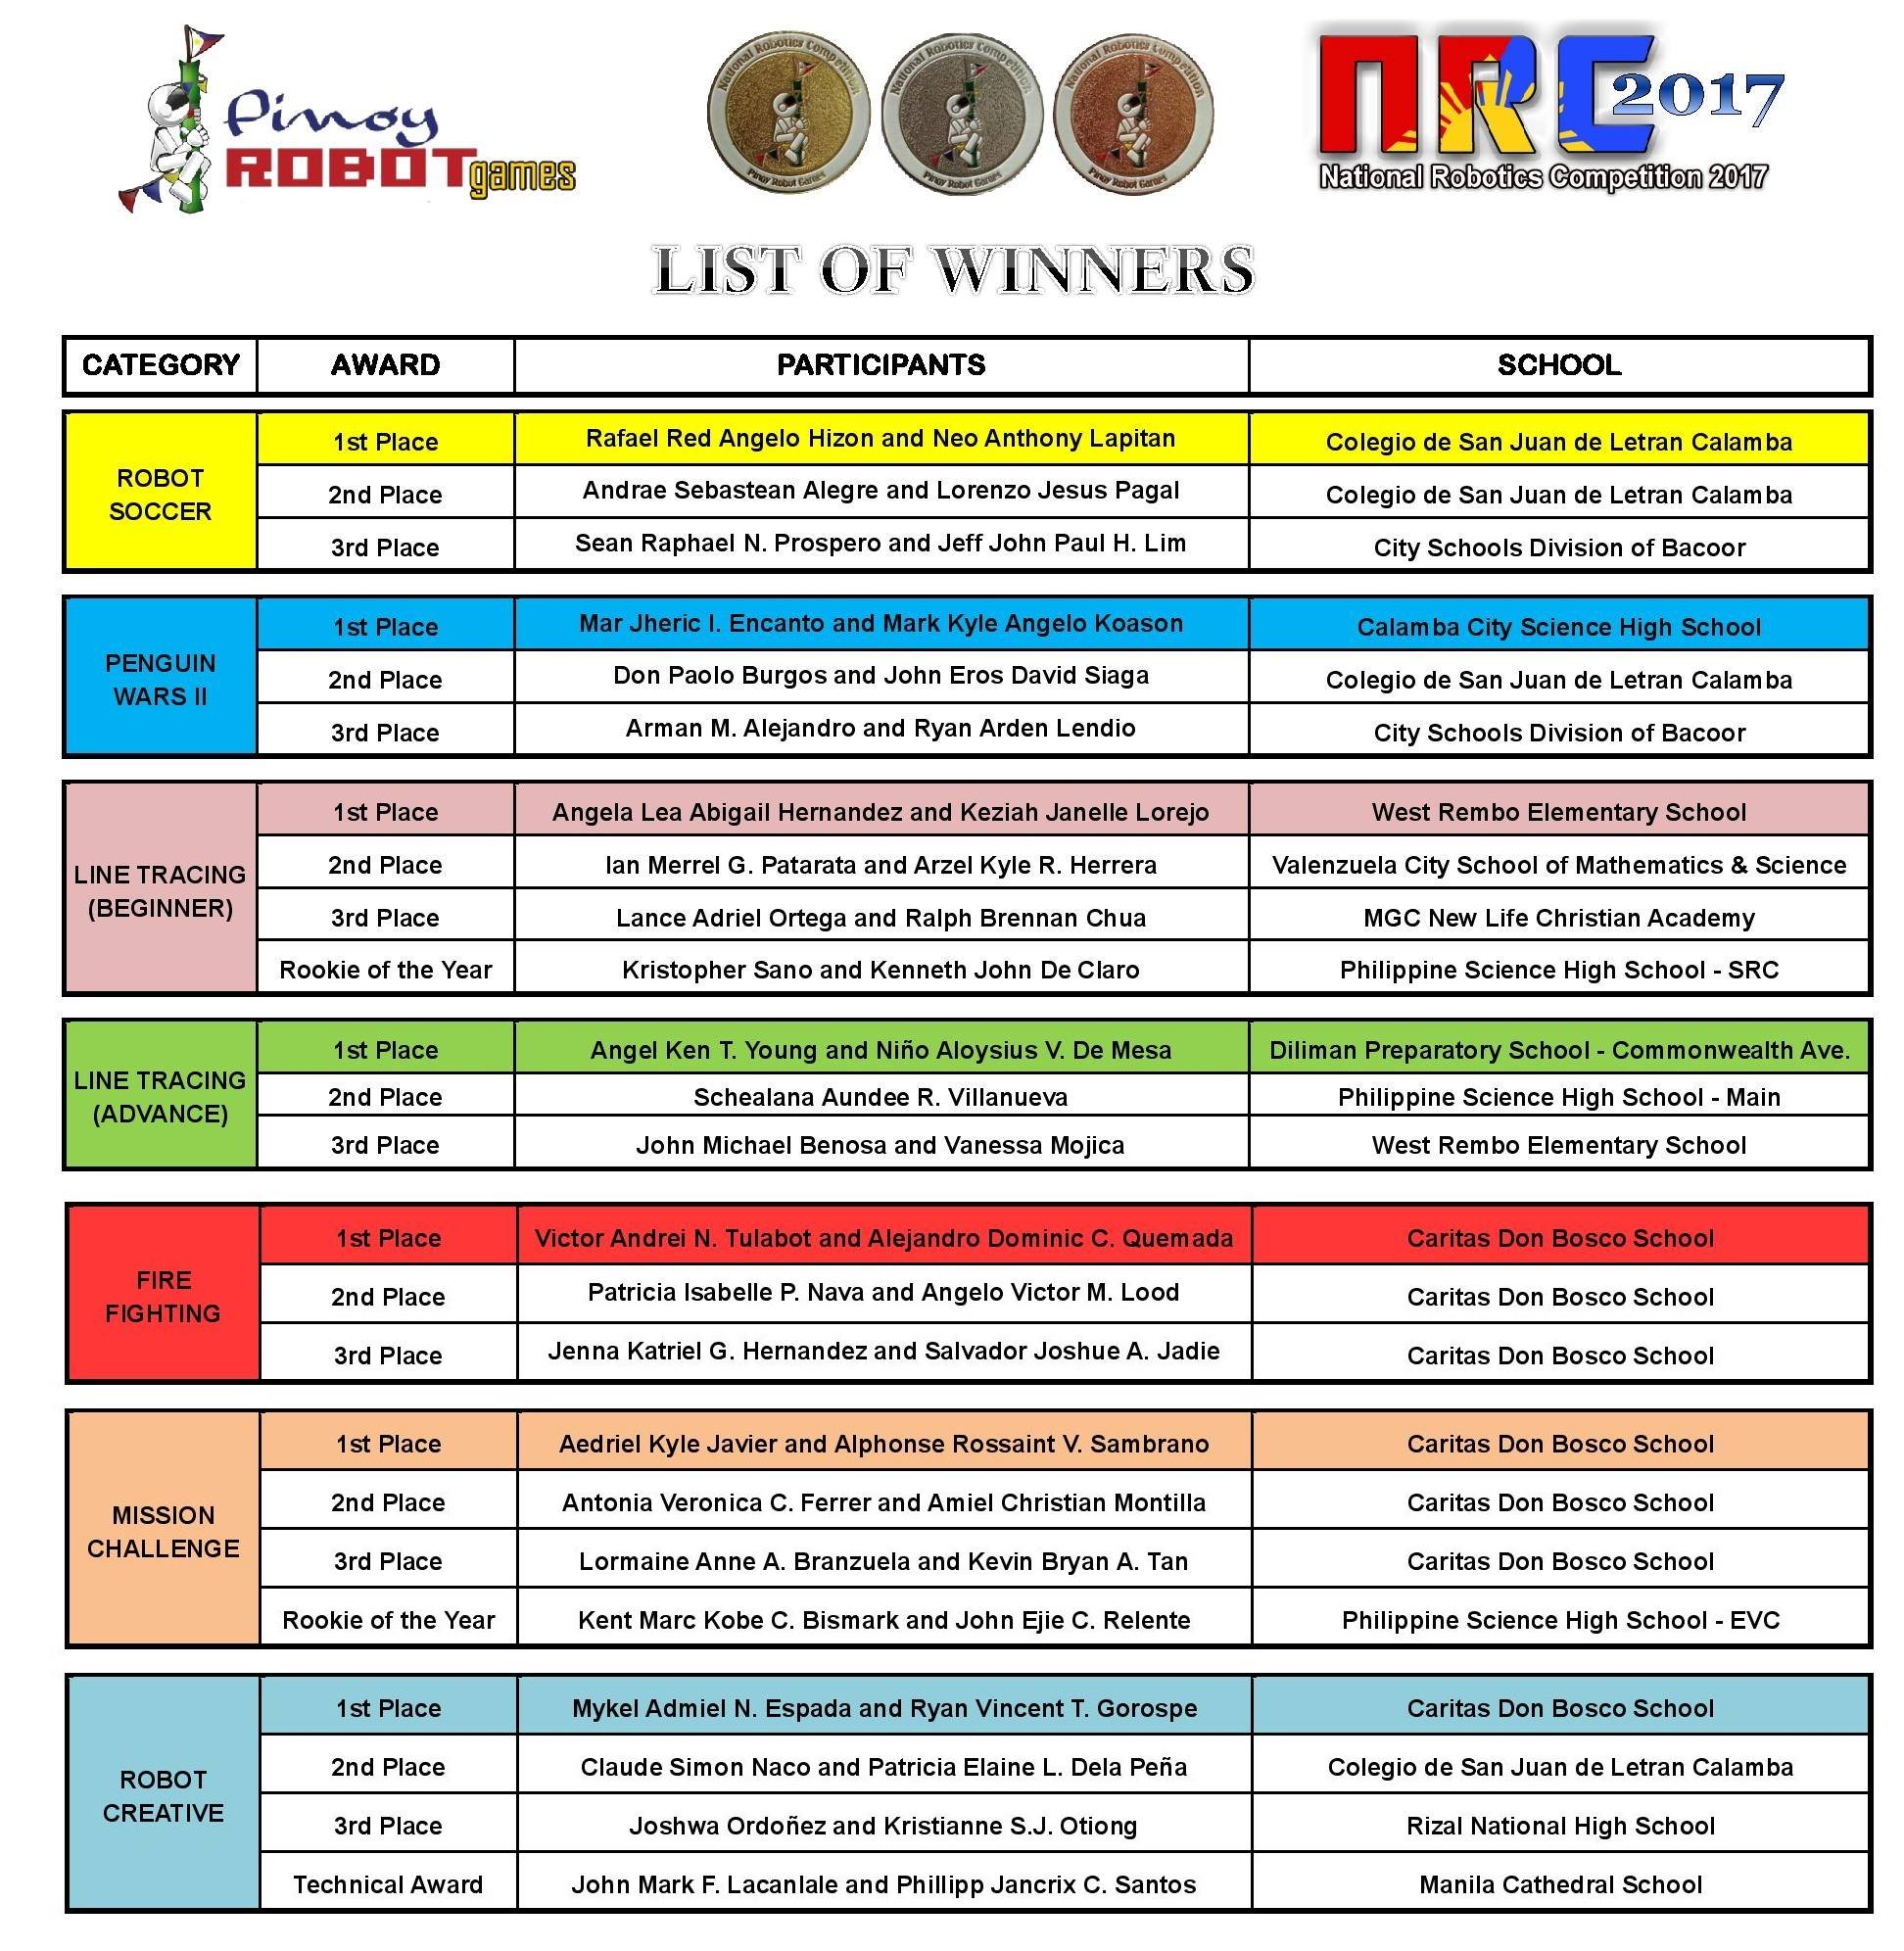 Pinoy
ROBOTgames
National Robotics Competition
Pinoy Robot Games
National Robotics Competition
Pinoy Robot Games
National Robotics Competition
Pinoy Robot Games
NRC 2017
National Robotics Competition 2017
LIST OF WINNERS
CATEGORY AWARD PARTICIPANTS SCHOOL
ROBOT
SOCCER
1st Place Rafael Red Angelo Hizon and Neo Anthony Lapitan Colegio de San Juan de Letran Calamba
2nd Place Andrae Sebastean Alegre and Lorenzo Jesus Pagal Colegio de San Juan de Letran Calamba
3rd Place Sean Raphael N. Prospero and Jeff John Paul H. Lim City Schools Division of Bacoor
PENGUIN
WARS II
1st Place Mar Jheric I. Encanto and Mark Kyle Angelo Koason Calamba City Science High School
2nd Place Don Paolo Burgos and John Eros David Siaga Colegio de San Juan de Letran Calamba
3rd Place Arman M. Alejandro and Ryan Arden Lendio City Schools Division of Bacoor
LINE TRACING
(BEGINNER)
1st Place Angela Lea Abigail Hernandez and Keziah Janelle Lorejo West Rembo Elementary School
2nd Place Ian Merrel G. Patarata and Arzel Kyle R. Herrera Valenzuela City School of Mathematics & Science
3rd Place Lance Adriel Ortega and Ralph Brennan Chua MGC New Life Christian Academy
Rookie of the Year Kristopher Sano and Kenneth John De Claro Philippine Science High School - SRC
LINE TRACING
(ADVANCE)
1st Place Angel Ken T. Young and Niño Aloysius V. De Mesa Diliman Preparatory School - Commonwealth Ave.
2nd Place Schealana Aundee R. Villanueva Philippine Science High School - Main
3rd Place John Michael Benosa and Vanessa Mojica West Rembo Elementary School
FIRE
FIGHTING
1st Place Victor Andrei N. Tulabot and Alejandro Dominic C. Quemada Caritas Don Bosco School
2nd Place Patricia Isabelle P. Nava and Angelo Victor M. Lood Caritas Don Bosco School
3rd Place Jenna Katriel G. Hernandez and Salvador Joshue A. Jadie Caritas Don Bosco School
MISSION
CHALLENGE
1st Place Aedriel Kyle Javier and Alphonse Rossaint V. Sambrano Caritas Don Bosco School
2nd Place Antonia Veronica C. Ferrer and Amiel Christian Montilla Caritas Don Bosco School
3rd Place Lormaine Anne A. Branzuela and Kevin Bryan A. Tan Caritas Don Bosco School
Rookie of the Year Kent Marc Kobe C. Bismark and John Ejie C. Relente Philippine Science High School - EVC
ROBOT
CREATIVE
1st Place Mykel Admiel N. Espada and Ryan Vincent T. Gorospe Caritas Don Bosco School
2nd Place Claude Simon Naco and Patricia Elaine L. Dela Peña Colegio de San Juan de Letran Calamba
3rd Place Joshwa Ordoñez and Kristianne S.J. Otiong Rizal National High School
Technical Award John Mark F. Lacanlale and Phillipp Jancrix C. Santos Manila Cathedral School